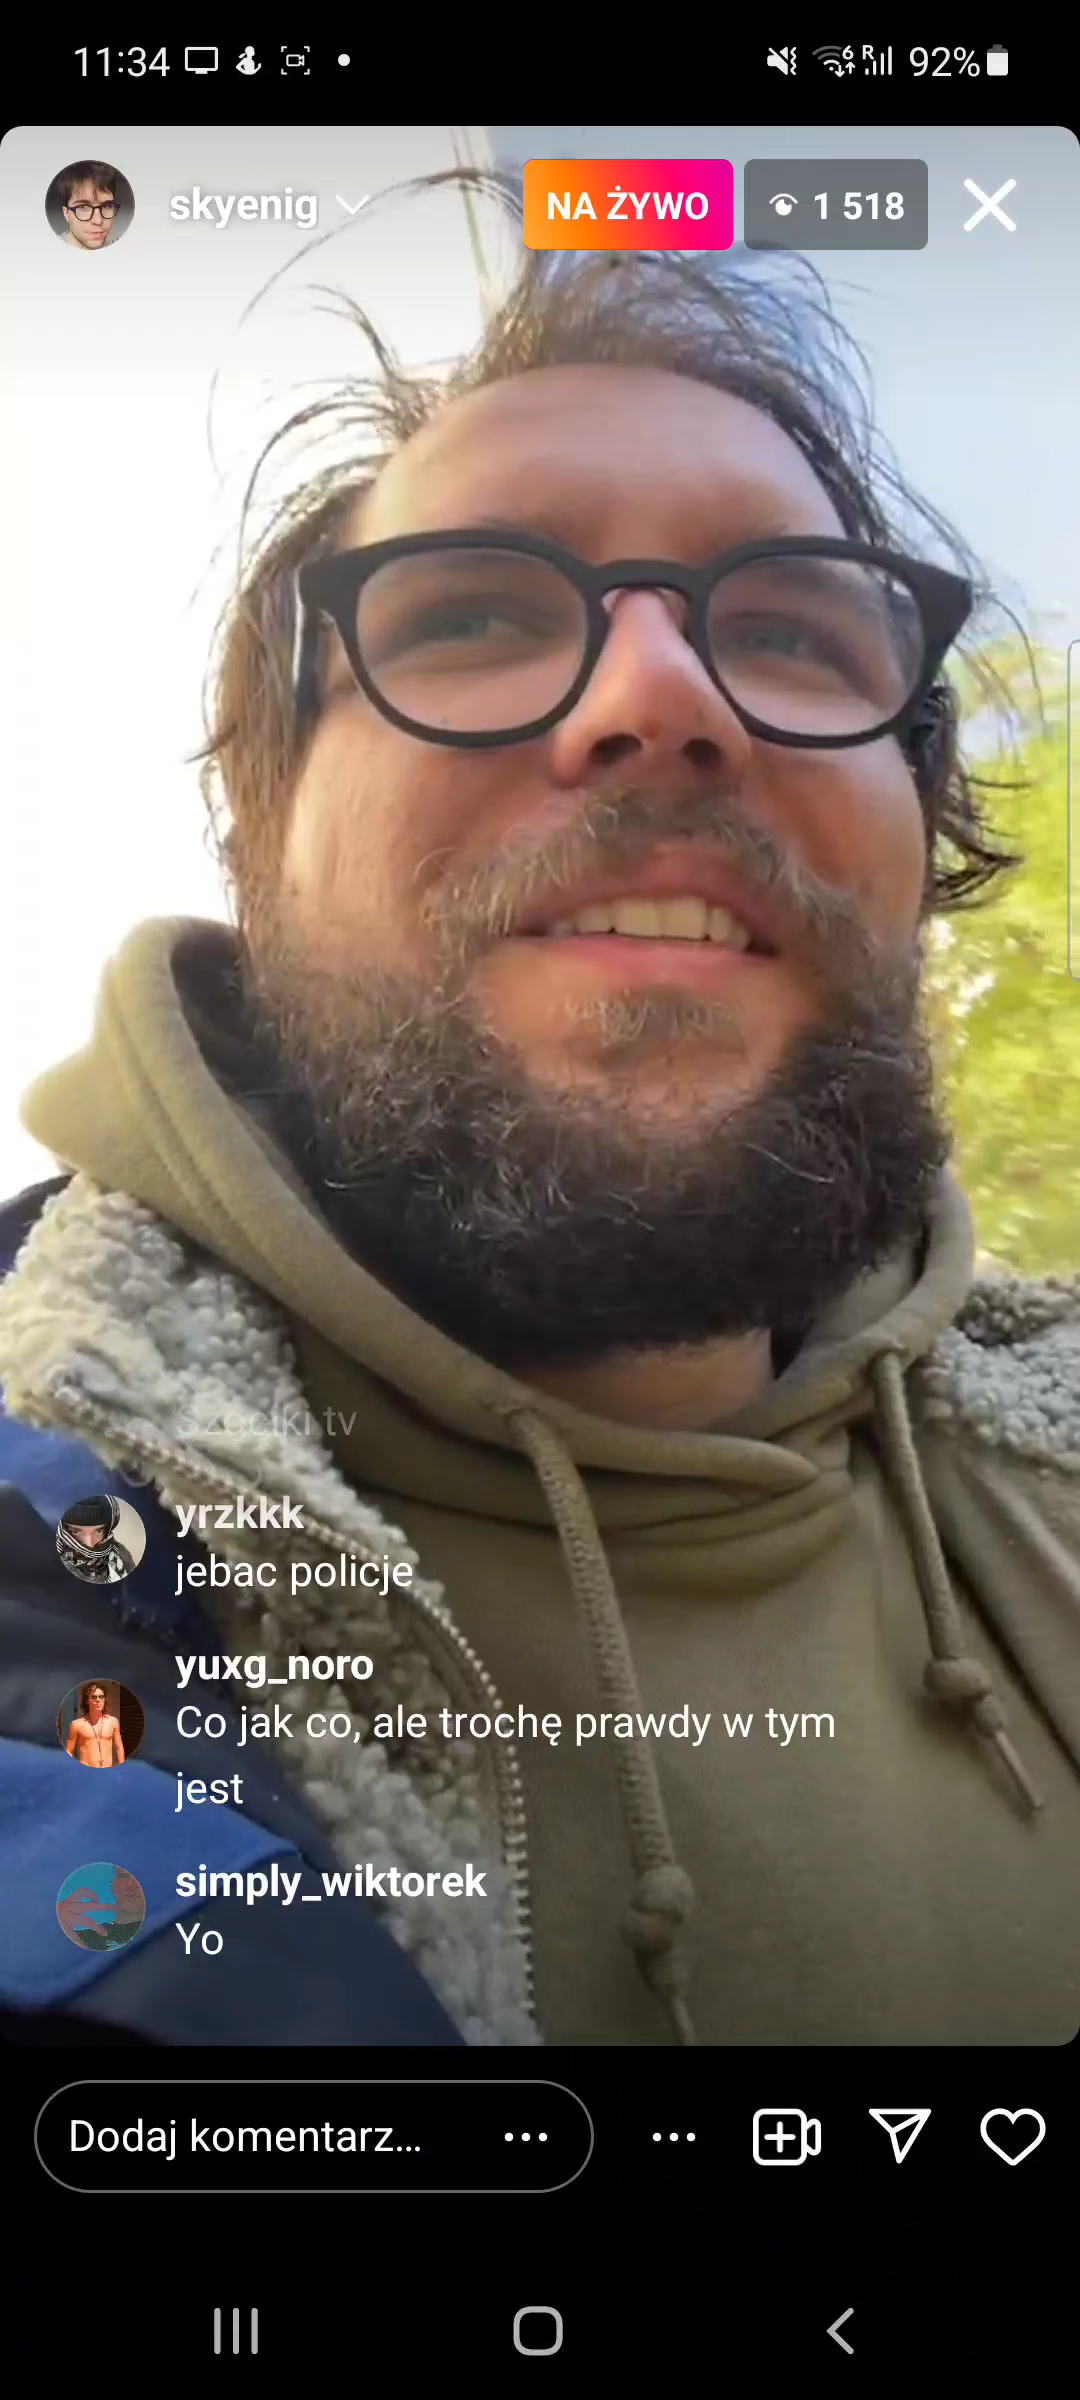 11:34
92%
skyenig
NA ŻYWO
1 518
tv
yrzkkk
jebac policje
yuxg_noro
Co jak co, ale trochę prawdy w tym
jest
simply_wiktorek
Yo
Dodaj komentarz...